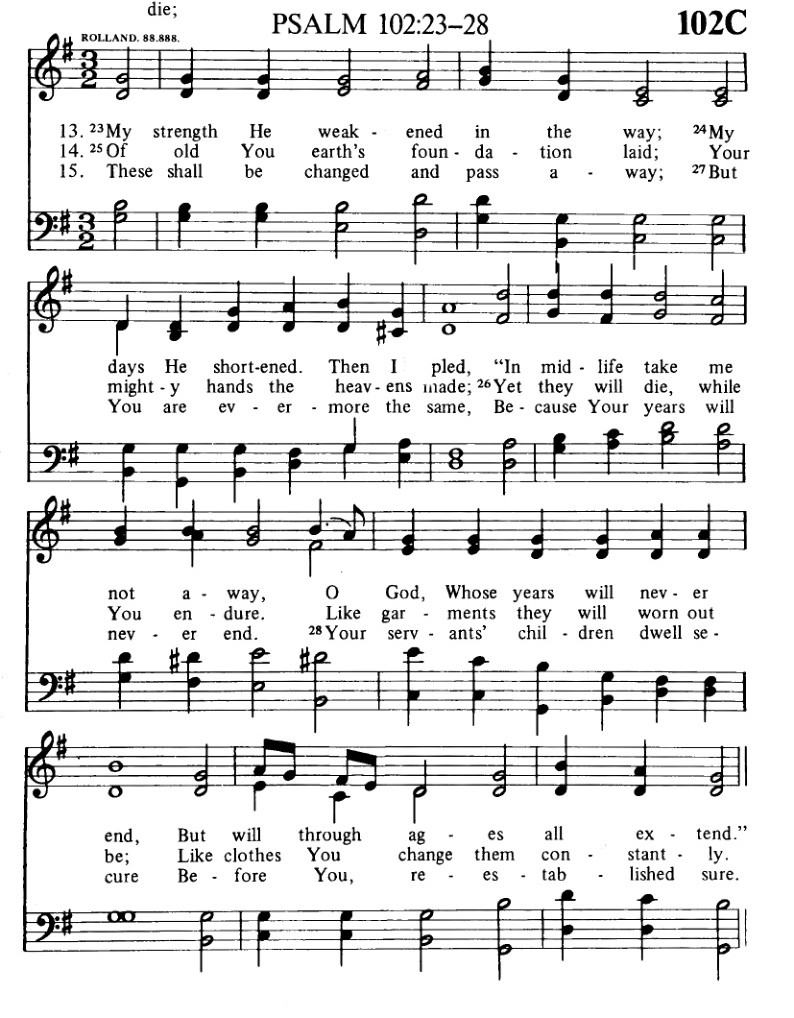 die;
PSALM 102:23–28 102C
ROLLAND. 88.888.
3 2
13. 23My strength He weak - ened in the way; 24My
14. 25Of old You earth's foun - da - tion laid; Your
15. These shall be changed and pass a - way; 27But
3 2
days He short-ened. Then I pled, “In mid - life take me
might - y hands the heav - ens made; 26Yet they will die, while
You are ev - er - more the same, Be - cause Your years will
not a - way, O God, Whose years will nev - er
You en - dure. Like gar - ments they will worn out
nev - er end. 28Your serv - ants' chil - dren dwell se -
end, But will through ag - es all ex - tend.”
be; Like clothes You change them con - stant - ly.
cure Be - fore You, re - es - tab - lished sure.